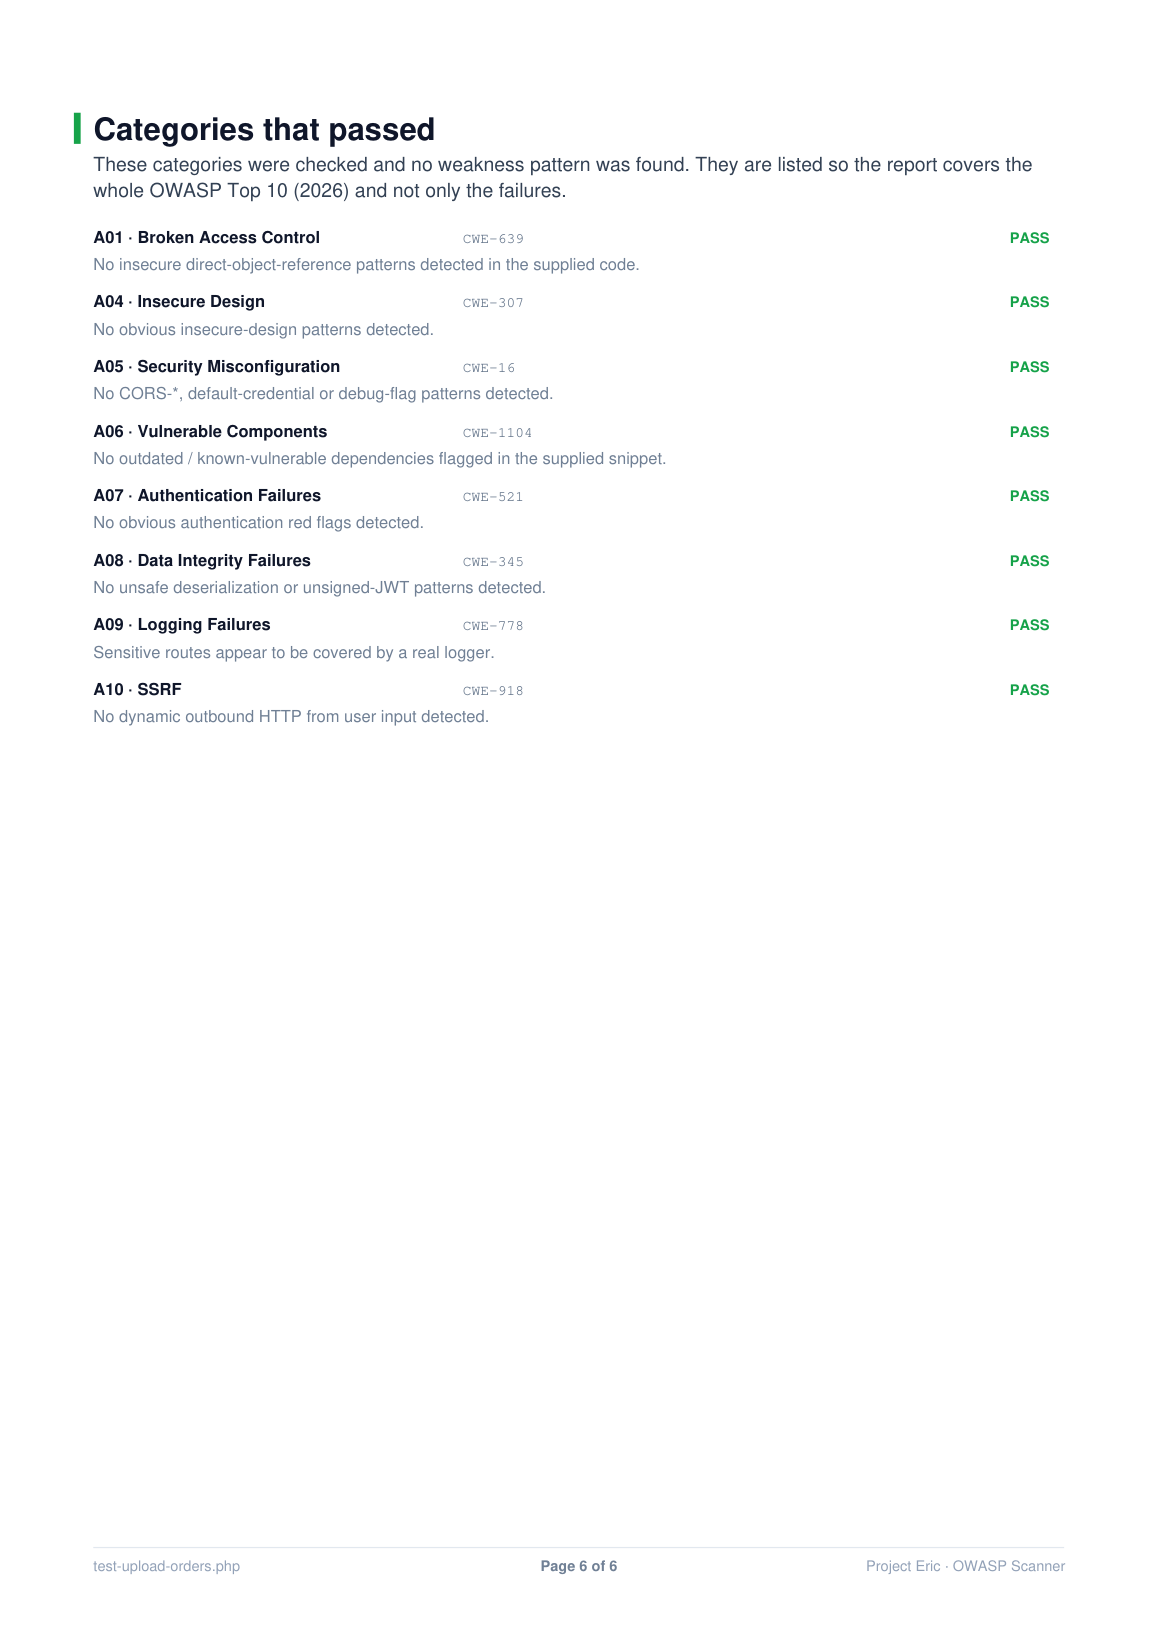 Categories that passed
These categories were checked and no weakness pattern was found. They are listed so the report covers the
whole OWASP Top 10 (2026) and not only the failures.
A01 · Broken Access Control CWE-639 PASS
No insecure direct-object-reference patterns detected in the supplied code.
A04 · Insecure Design CWE-307 PASS
No obvious insecure-design patterns detected.
A05 · Security Misconfiguration CWE-16 PASS
No CORS-*, default-credential or debug-flag patterns detected.
A06 · Vulnerable Components CWE-1104 PASS
No outdated / known-vulnerable dependencies flagged in the supplied snippet.
A07 · Authentication Failures CWE-521 PASS
No obvious authentication red flags detected.
A08 · Data Integrity Failures CWE-345 PASS
No unsafe deserialization or unsigned-JWT patterns detected.
A09 · Logging Failures CWE-778 PASS
Sensitive routes appear to be covered by a real logger.
A10 · SSRF CWE-918 PASS
No dynamic outbound HTTP from user input detected.
test-upload-orders.php Page 6 of 6 Project Eric · OWASP Scanner